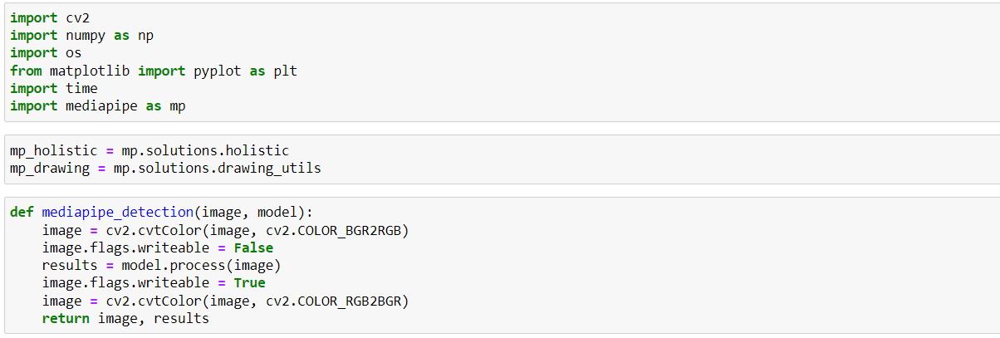 import cv2
import numpy as np
import os
from matplotlib import pyplot as plt
import time
import mediapipe as mp
mp_holistic = mp.solutions.holistic
mp_drawing = mp.solutions.drawing_utils
def mediapipe_detection(image, model):
    image = cv2.cvtColor(image, cv2.COLOR_BGR2RGB)
    image.flags.writeable = False
    results = model.process(image)
    image.flags.writeable = True
    image = cv2.cvtColor(image, cv2.COLOR_RGB2BGR)
    return image, results